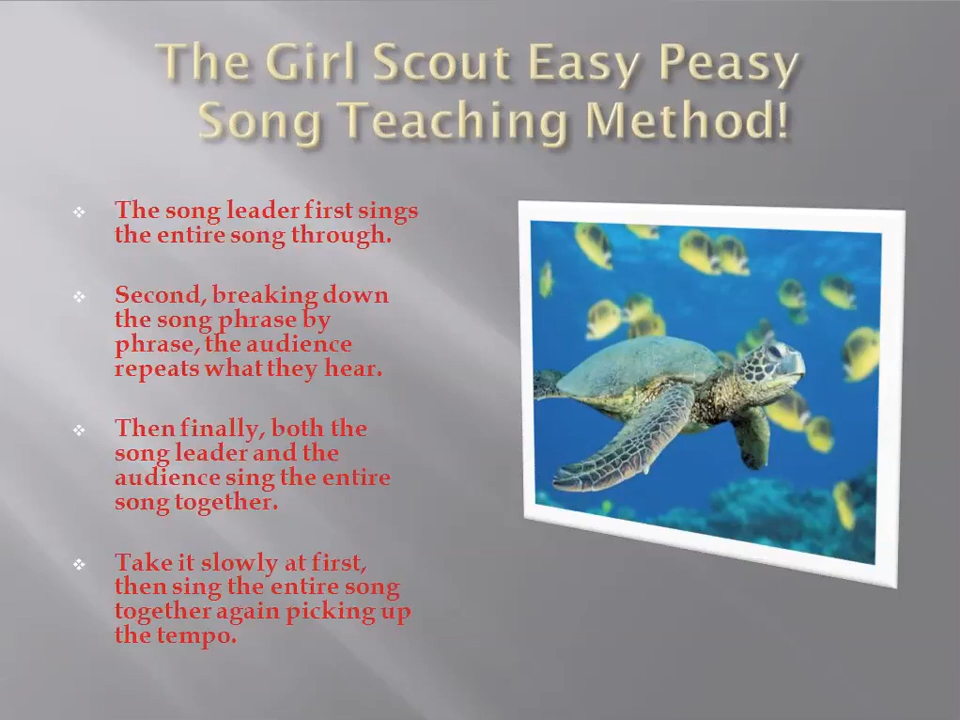 The Girl Scout Easy Peasy
Song Teaching Method!
The song leader first sings
the entire song through.
Second, breaking down
the song phrase by
phrase, the audience
repeats what they hear.
Then finally, both the
song leader and the
audience sing the entire
song together.
Take it slowly at first,
then sing the entire song
together again picking up
the tempo.